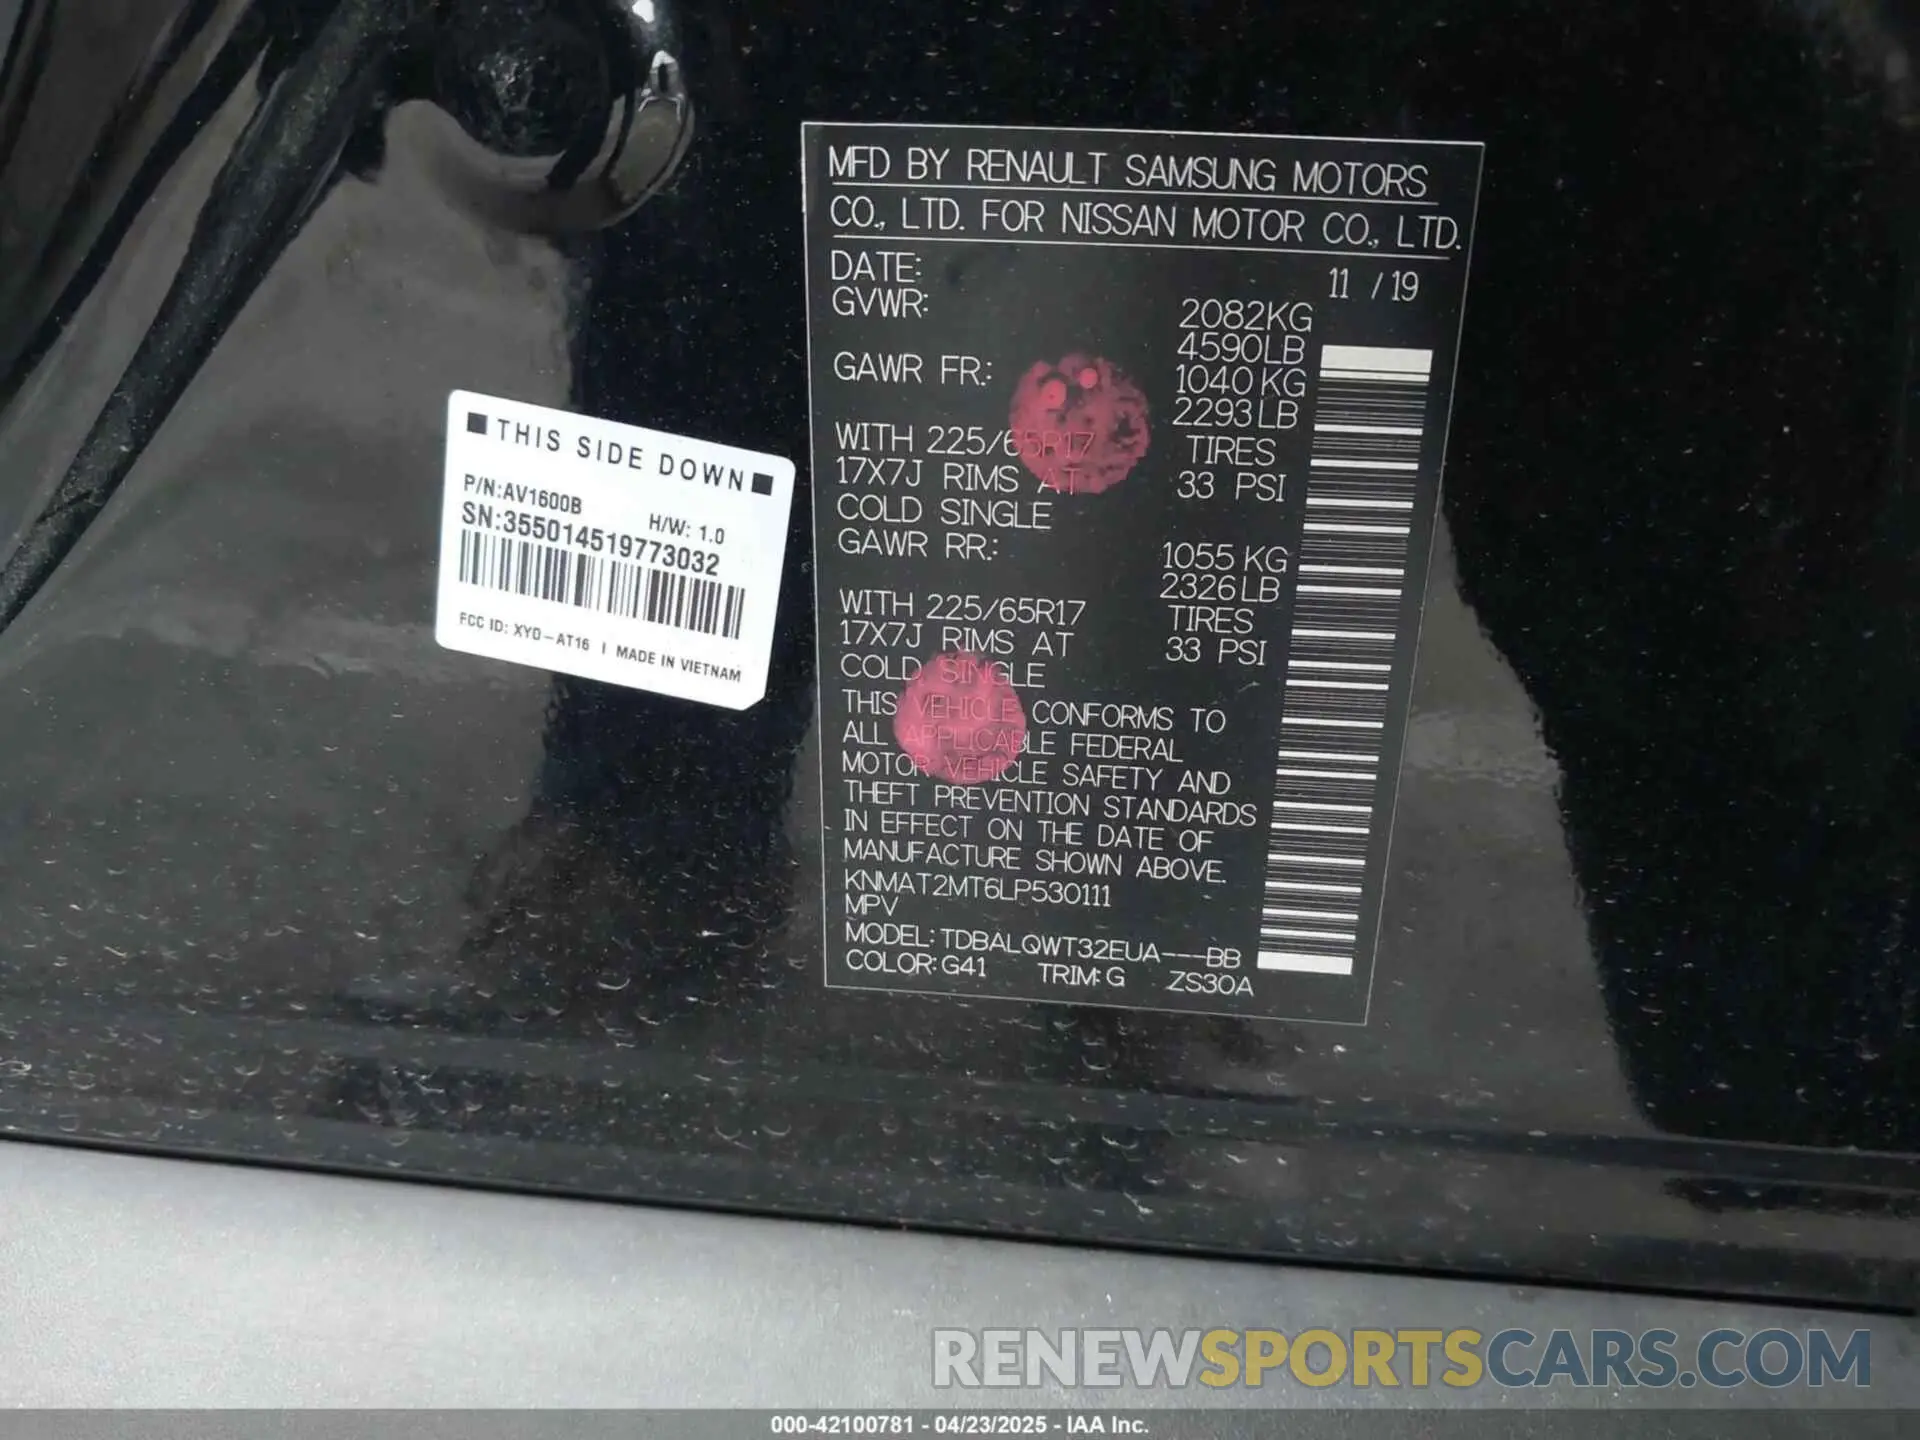 MFD BY RENAULT SAMSUNG MOTORS
CO., LTD. FOR NISSAN MOTOR CO., LTD.
DATE: 11 / 19
GVWR: 2082KG
4590LB
GAWR FR.: 1040 KG
2293 LB
WITH 225/65R17 TIRES
17X7J RIMS AT 33 PSI
COLD SINGLE
GAWR RR.: 1055 KG
2326 LB
WITH 225/65R17 TIRES
17X7J RIMS AT 33 PSI
COLD SINGLE
THIS VEHICLE CONFORMS TO
ALL APPLICABLE FEDERAL
MOTOR VEHICLE SAFETY AND
THEFT PREVENTION STANDARDS
IN EFFECT ON THE DATE OF
MANUFACTURE SHOWN ABOVE.
KNMAT2MT6LP530111
MPV
MODEL: TDBALQWT32EUA---BB
COLOR: G41 TRIM: G ZS30A
THIS SIDE DOWN
P/N:AV1600B H/W: 1.0
SN:355014519773032
FCC ID: XYD-AT16 | MADE IN VIETNAM
RENEWSPORTSCARS.COM
000-42100781 - 04/23/2025 - IAA Inc.